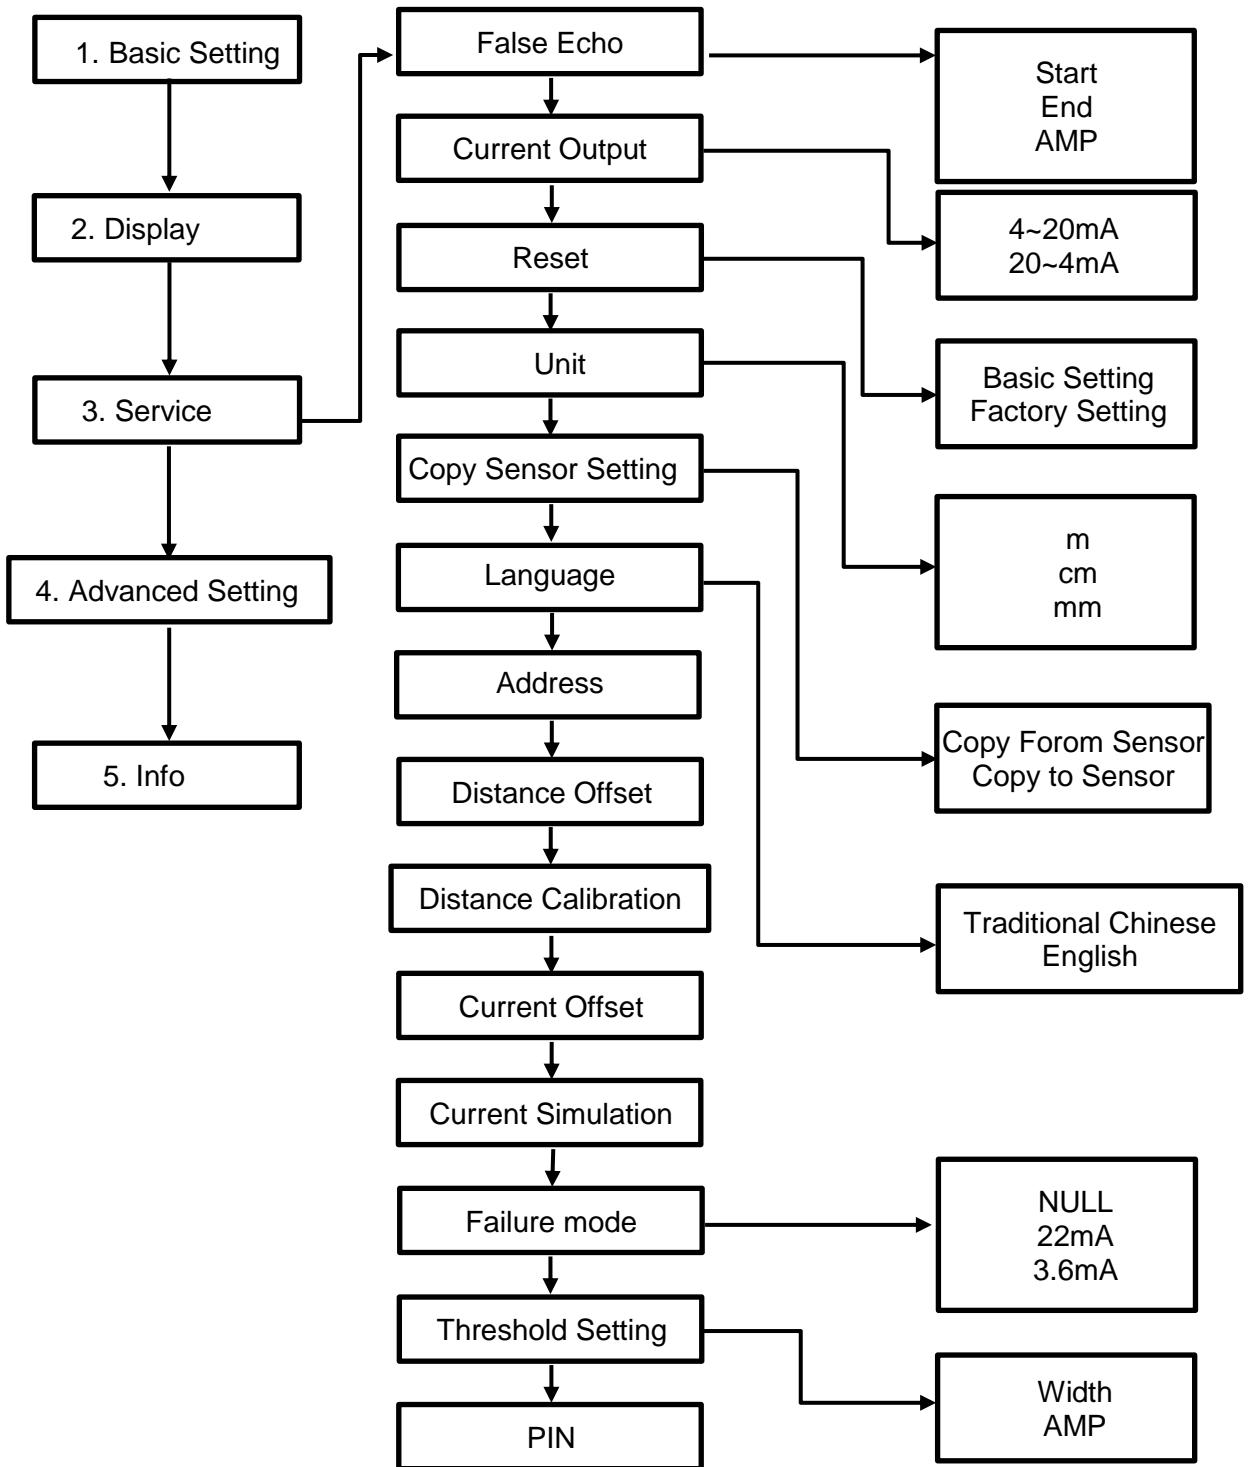 1. Basic Setting
2. Display
3. Service
4. Advanced Setting
5. Info
False Echo
Current Output
Reset
Unit
Copy Sensor Setting
Language
Address
Distance Offset
Distance Calibration
Current Offset
Current Simulation
Failure mode
Threshold Setting
PIN
Start
End
AMP
4~20mA
20~4mA
Basic Setting
Factory Setting
m
cm
mm
Copy Forom Sensor
Copy to Sensor
Traditional Chinese
English
NULL
22mA
3.6mA
Width
AMP